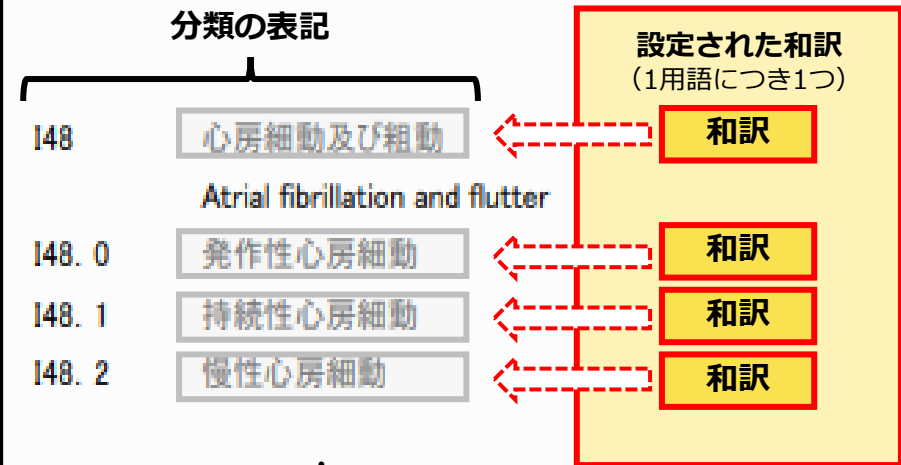 分類の表記
設定された和訳
（1用語につき1つ）
I48 心房細動及び粗動 和訳
Atrial fibrillation and flutter
I48. 0 発作性心房細動 和訳
I48. 1 持続性心房細動 和訳
I48. 2 慢性心房細動 和訳